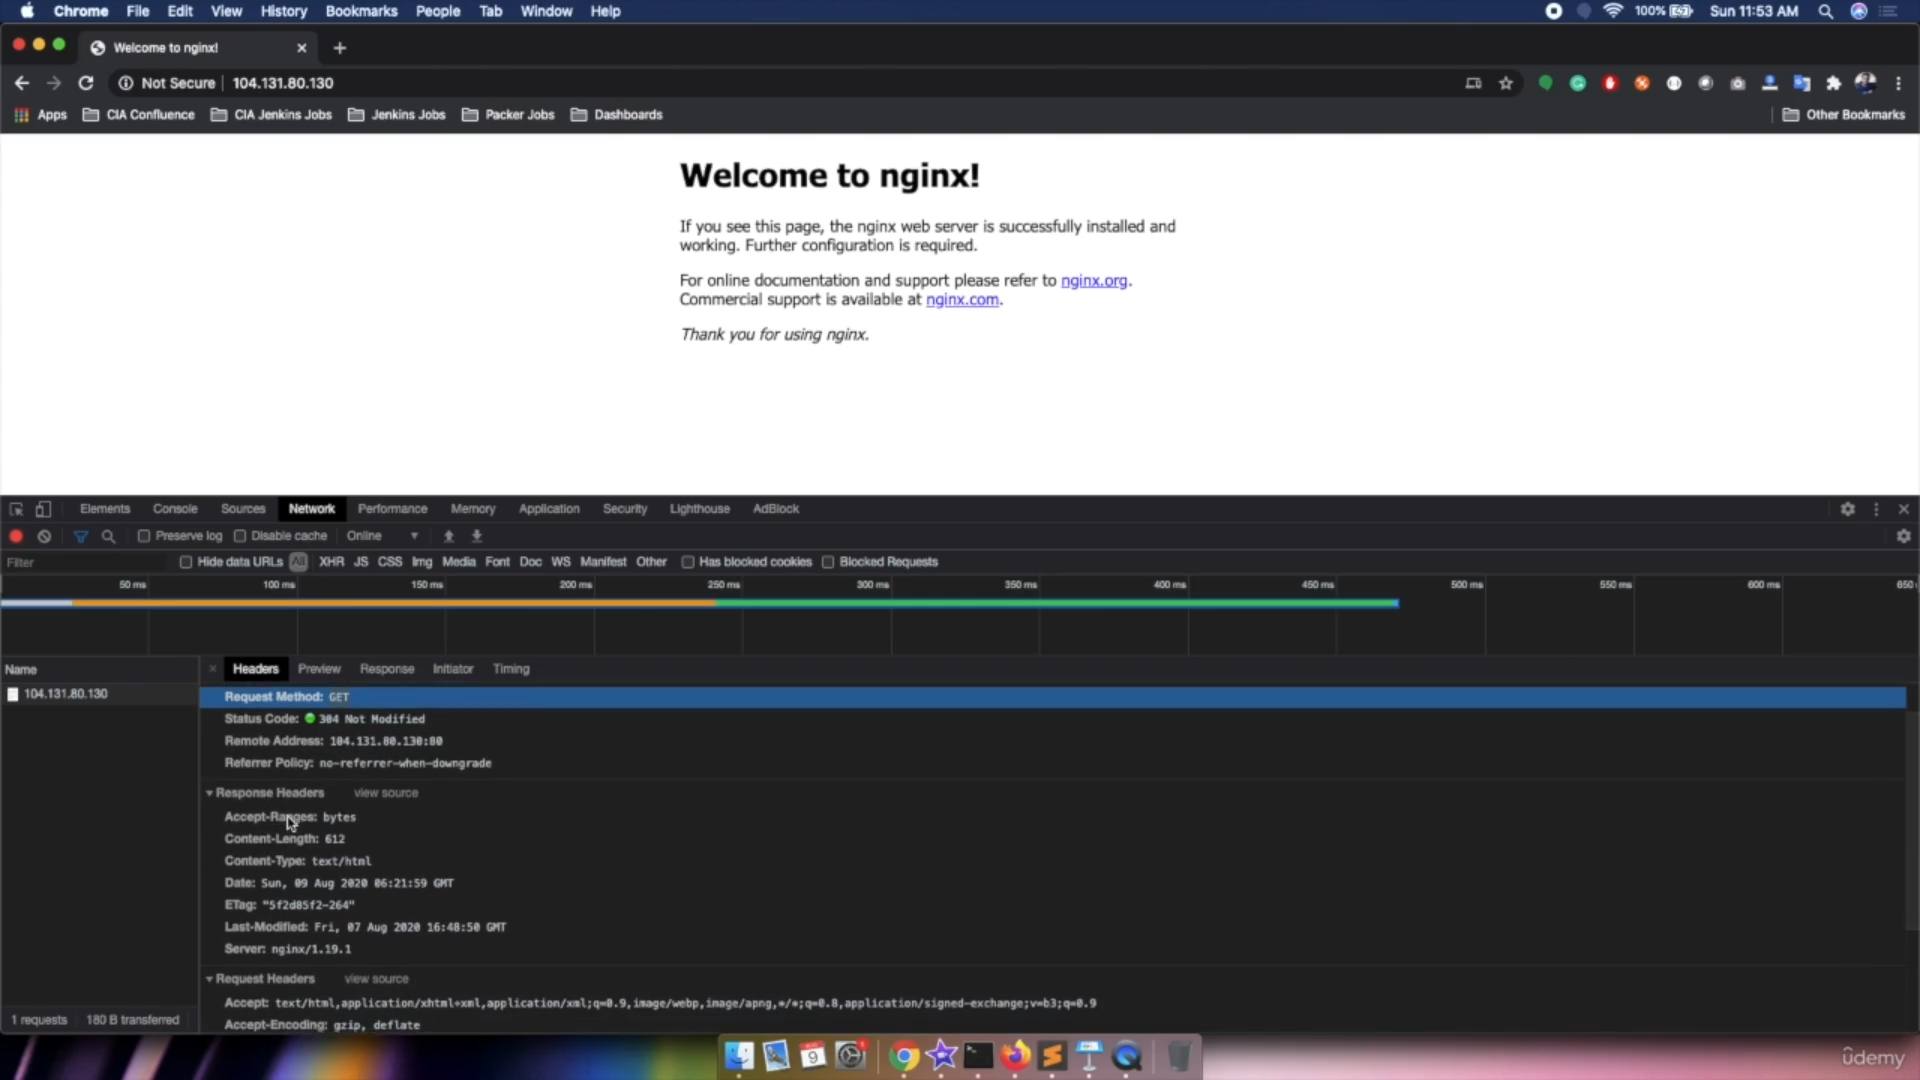 Chrome File Edit View History Bookmarks People Tab Window Help 100% Sun 11:53 AM
Welcome to nginx!
Not Secure 104.131.80.130
Apps CIA Confluence CIA Jenkins Jobs Jenkins Jobs Packer Jobs Dashboards Other Bookmarks
Welcome to nginx!
If you see this page, the nginx web server is successfully installed and
working. Further configuration is required.
For online documentation and support please refer to nginx.org.
Commercial support is available at nginx.com.
Thank you for using nginx.
Elements Console Sources Network Performance Memory Application Security Lighthouse AdBlock
Preserve log Disable cache Online
Filter Hide data URLs All XHR JS CSS Img Media Font Doc WS Manifest Other Has blocked cookies Blocked Requests
50 ms 100 ms 150 ms 200 ms 250 ms 300 ms 350 ms 400 ms 450 ms 500 ms 550 ms 600 ms 650
Name Headers Preview Response Initiator Timing
104.131.80.130
Request Method: GET
Status Code: 304 Not Modified
Remote Address: 104.131.80.130:80
Referrer Policy: no-referrer-when-downgrade
Response Headers view source
Accept-Ranges: bytes
Content-Length: 612
Content-Type: text/html
Date: Sun, 09 Aug 2020 06:21:59 GMT
ETag: "5f2d85f2-264"
Last-Modified: Fri, 07 Aug 2020 16:48:50 GMT
Server: nginx/1.19.1
Request Headers view source
Accept: text/html,application/xhtml+xml,application/xml;q=0.9,image/webp,image/apng,*/*;q=0.8,application/signed-exchange;v=b3;q=0.9
Accept-Encoding: gzip, deflate
1 requests 180 B transferred
9
ûdemy